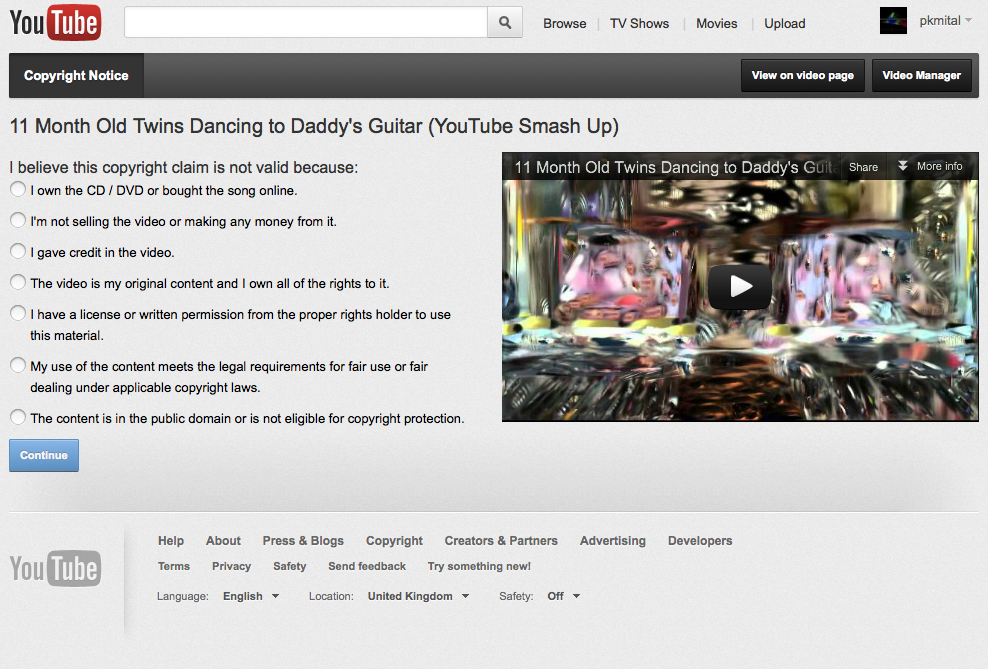 YouTube
Browse
TV Shows
Movies
Upload
pkmital
Copyright Notice
View on video page
Video Manager
11 Month Old Twins Dancing to Daddy's Guitar (YouTube Smash Up)
I believe this copyright claim is not valid because:
I own the CD / DVD or bought the song online.
I'm not selling the video or making any money from it.
I gave credit in the video.
The video is my original content and I own all of the rights to it.
I have a license or written permission from the proper rights holder to use
this material.
My use of the content meets the legal requirements for fair use or fair
dealing under applicable copyright laws.
The content is in the public domain or is not eligible for copyright protection.
Continue
11 Month Old Twins Dancing to Daddy's Guita
Share
More info
YouTube
Help About Press & Blogs Copyright Creators & Partners Advertising Developers
Terms Privacy Safety Send feedback Try something new!
Language: English Location: United Kingdom Safety: Off